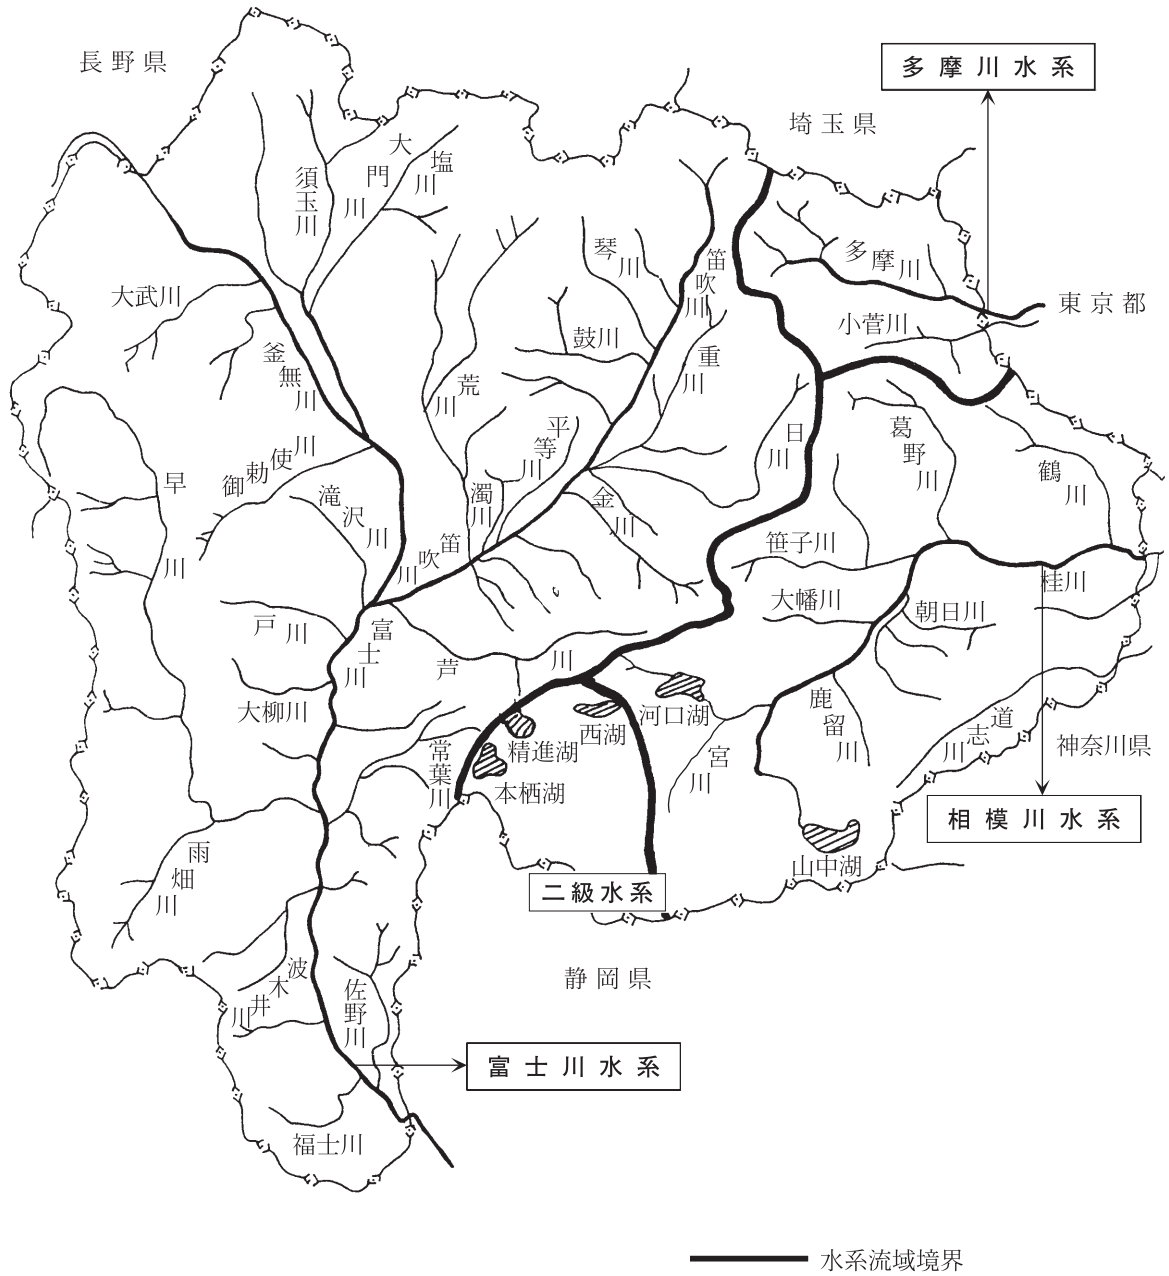 長野県
多摩川水系
埼玉県
大門川
塩川
須玉川
琴川
笛吹川
多摩川
大武川
東京都
小菅川
鼓川
重川
釜無川
荒川
平等川
日川
葛野川
鶴川
御勅使川
早川
滝沢川
濁川
金川
笛吹川
笹子川
桂川
大幡川
朝日川
戸川
富士川
芦川
大柳川
河口湖
西湖
鹿留川
道志川
精進湖
常葉川
宮川
神奈川県
本栖湖
相模川水系
雨畑川
山中湖
二級水系
静岡県
波木井川
佐野川
富士川水系
福士川
水系流域境界